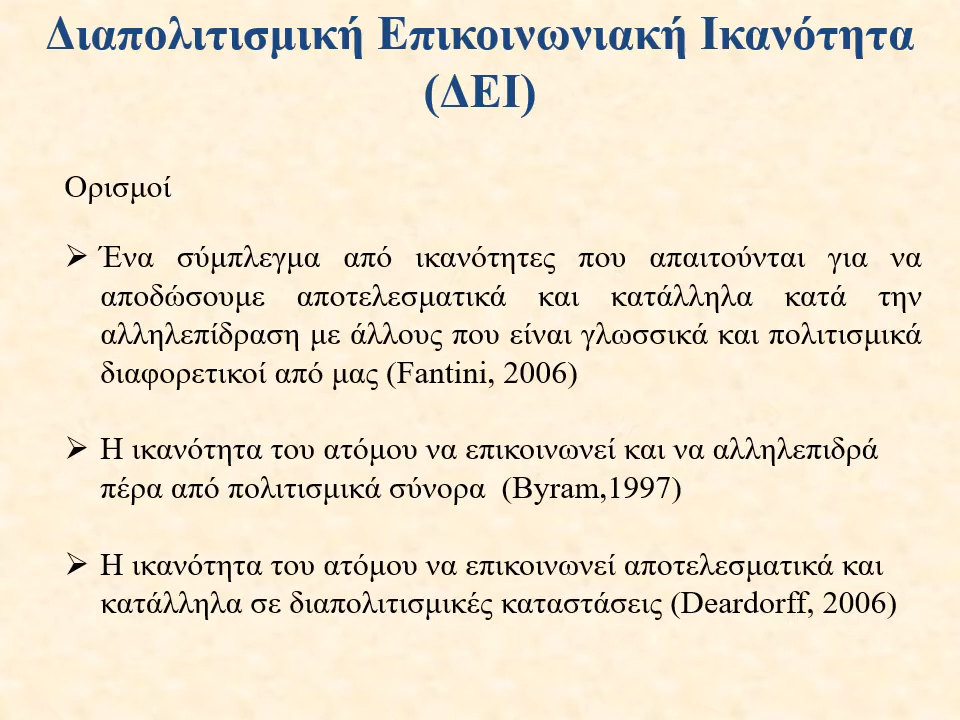 Διαπολιτισμική Επικοινωνιακή Ικανότητα
(ΔΕΙ)
Ορισμοί
➢ Ένα σύμπλεγμα από ικανότητες που απαιτούνται για να
αποδώσουμε αποτελεσματικά και κατάλληλα κατά την
αλληλεπίδραση με άλλους που είναι γλωσσικά και πολιτισμικά
διαφορετικοί από μας (Fantini, 2006)
➢ Η ικανότητα του ατόμου να επικοινωνεί και να αλληλεπιδρά
πέρα από πολιτισμικά σύνορα (Byram,1997)
➢ Η ικανότητα του ατόμου να επικοινωνεί αποτελεσματικά και
κατάλληλα σε διαπολιτισμικές καταστάσεις (Deardorff, 2006)